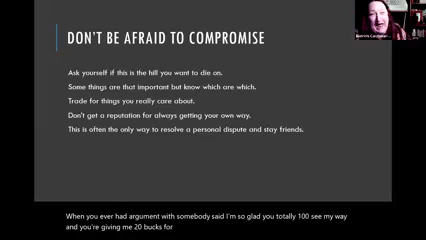 DON'T BE AFRAID TO COMPROMISE
Ask yourself if this is the hill you want to die on.
Some things are that important but know which are which.
Trade for things you really care about.
Don't get a reputation for always getting your own way.
This is often the only way to resolve a personal dispute and stay friends.
When you ever had argument with somebody said I'm so glad you totally 100 see my way
and you're giving me 20 bucks for